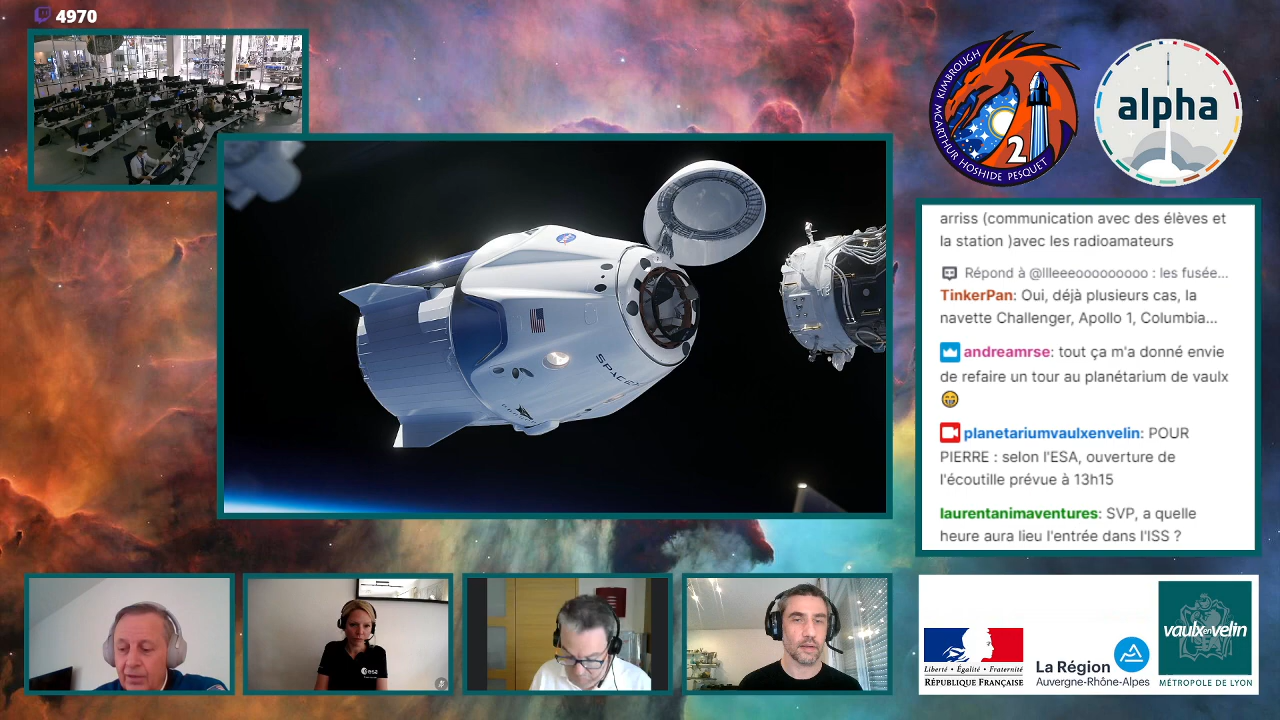 4970
McARTHUR KIMBROUGH
HOSHIDE PESQUET
2
alpha
SPACEX
arriss (communication avec des élèves et
la station )avec les radioamateurs
Répond à @llleeeooooooooo : les fusée...
TinkerPan: Oui, déjà plusieurs cas, la
navette Challenger, Apollo 1, Columbia...
andreamrse: tout ça m'a donné envie
de refaire un tour au planétarium de vaulx
planetariumvaulxenvelin: POUR
PIERRE : selon l'ESA, ouverture de
l'écoutille prévue à 13h15
laurentanimaventures: SVP, a quelle
heure aura lieu l'entrée dans l'ISS ?
esa
Liberté • Égalité • Fraternité
RÉPUBLIQUE FRANÇAISE
La Région
Auvergne-Rhône-Alpes
vaulx en velin
MÉTROPOLE DE LYON